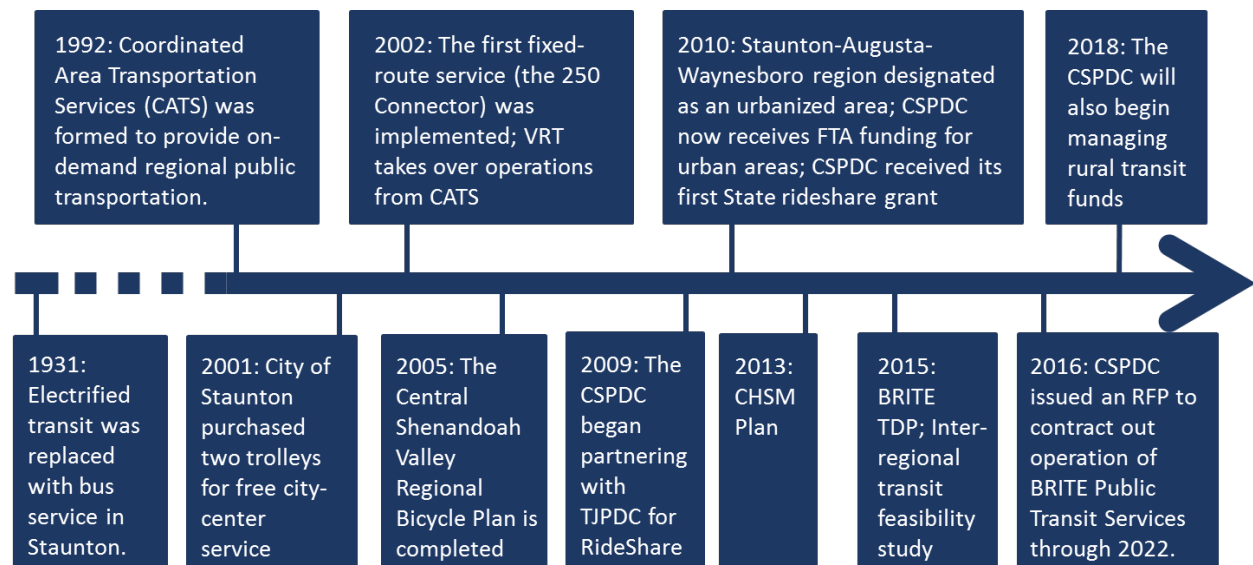 1992: Coordinated
Area Transportation
Services (CATS) was
formed to provide on-
demand regional public
transportation.
2002: The first fixed-
route service (the 250
Connector) was
implemented; VRT
takes over operations
from CATS
2010: Staunton-Augusta-
Waynesboro region designated
as an urbanized area; CSPDC
now receives FTA funding for
urban areas; CSPDC received its
first State rideshare grant
2018: The
CSPDC will
also begin
managing
rural transit
funds
1931:
Electrified
transit was
replaced
with bus
service in
Staunton.
2001: City of
Staunton
purchased
two trolleys
for free city-
center
service
2005: The
Central
Shenandoah
Valley
Regional
Bicycle Plan is
completed
2009: The
CSPDC
began
partnering
with
TJPDC for
RideShare
2013:
CHSM
Plan
2015:
BRITE
TDP; Inter-
regional
transit
feasibility
study
2016: CSPDC
issued an RFP to
contract out
operation of
BRITE Public
Transit Services
through 2022.